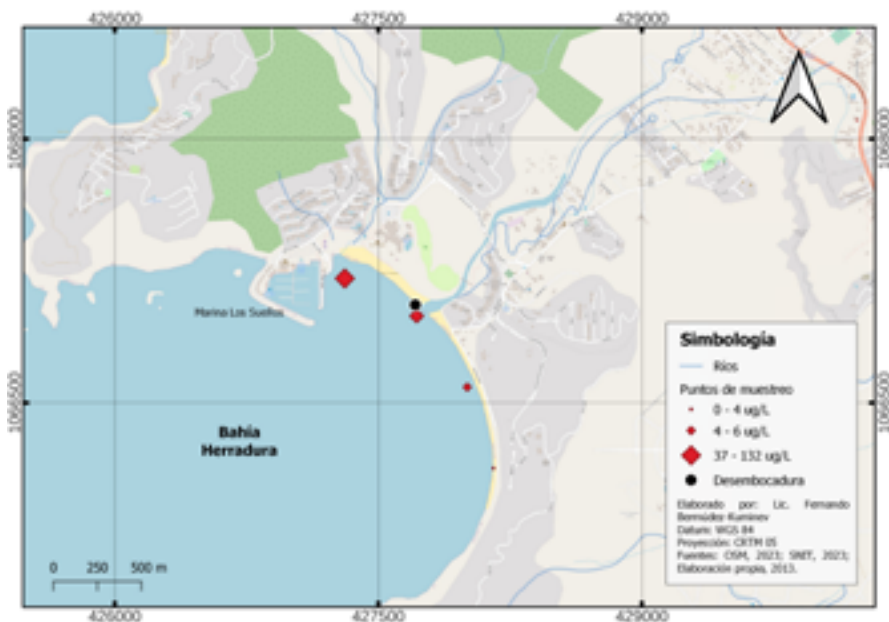 426000 427500 429000
1068000 1068000
Marina Los Sueños
Bahía
Herradura
1066500 1066500
Simbología
Ríos
Puntos de muestreo
0 - 4 ug/L
4 - 6 ug/L
37 - 132 ug/L
Desembocadura
Elaborado por: Lic. Fernando
Bermúdez-Kuminev
Datum: WGS 84
Proyección: CRTM 05
Fuentes: OSM, 2023; SNIT, 2023;
Elaboración propia, 2013.
0 250 500 m
426000 427500 429000